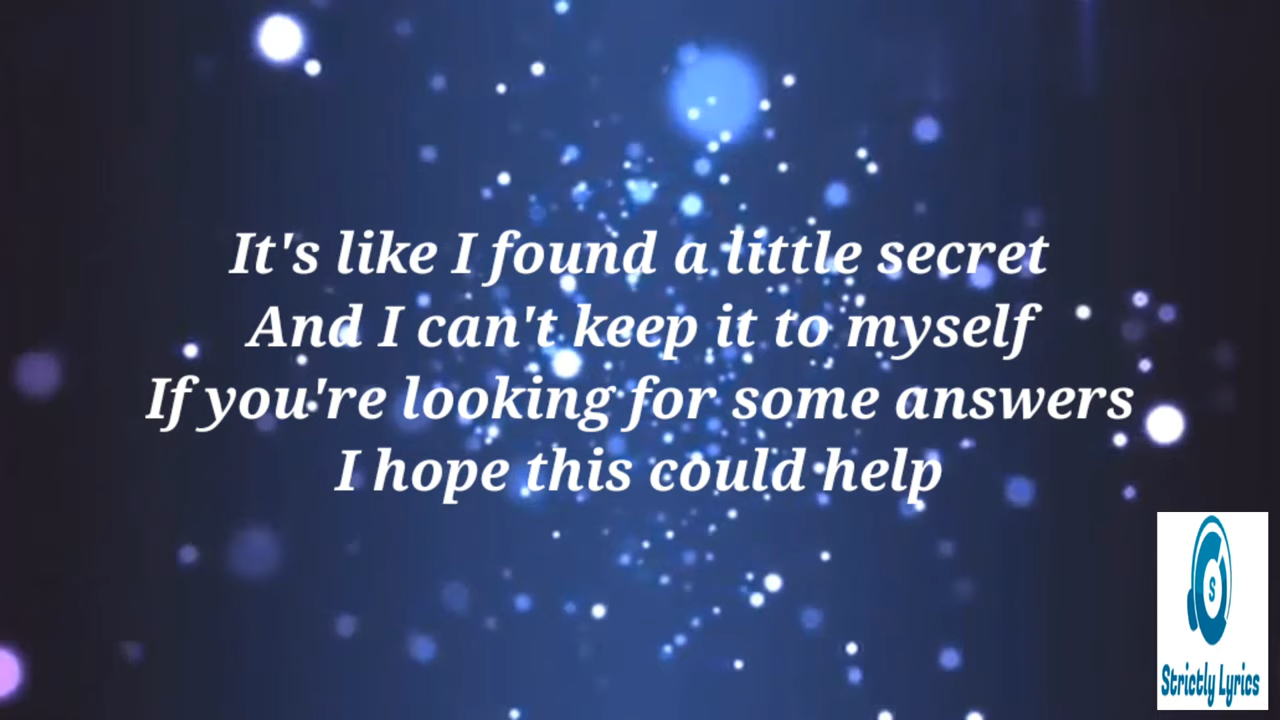 It's like I found a little secret
And I can't keep it to myself
If you're looking for some answers
I hope this could help
S
Strictly Lyrics